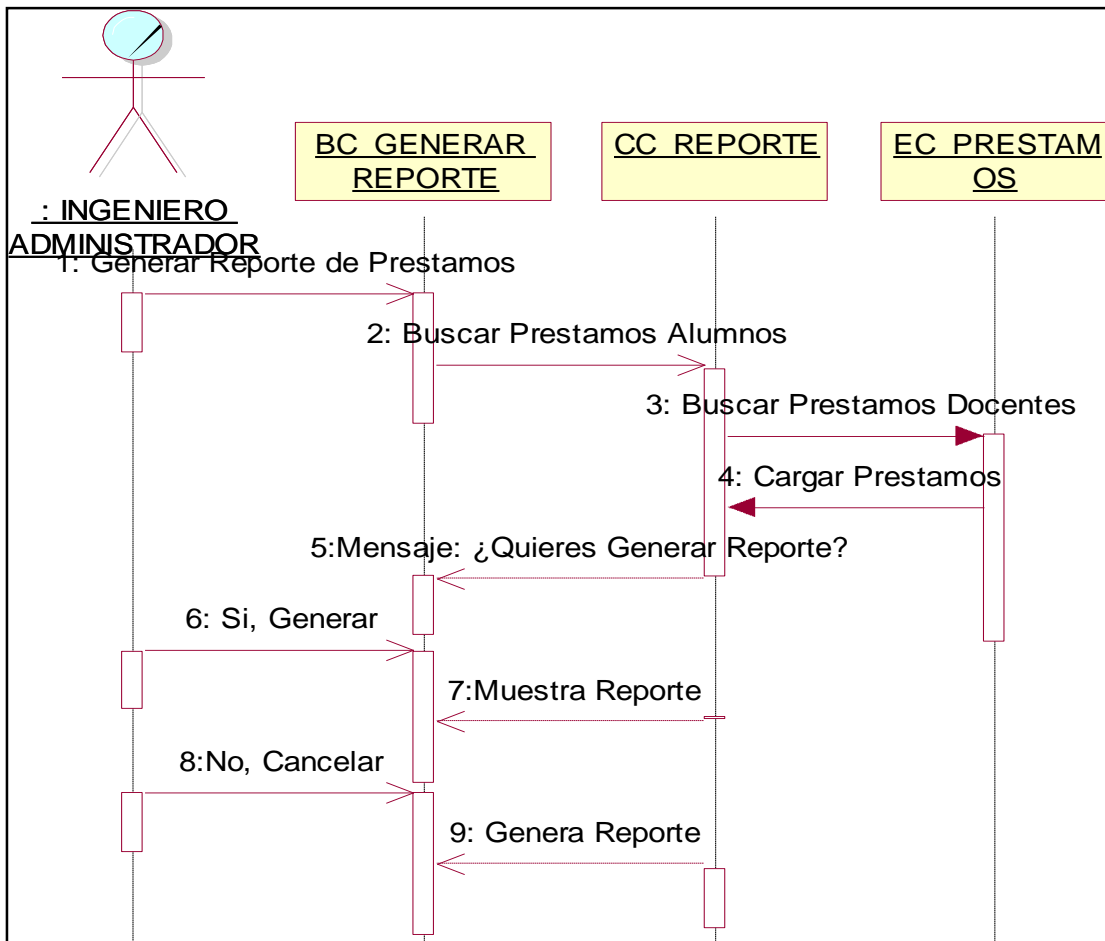 : INGENIERO
ADMINISTRADOR
BC_GENERAR_
REPORTE
CC_REPORTE
EC_PRESTAM
OS
1: Generar Reporte de Prestamos
2: Buscar Prestamos Alumnos
3: Buscar Prestamos Docentes
4: Cargar Prestamos
5:Mensaje: ¿Quieres Generar Reporte?
6: Si, Generar
7:Muestra Reporte
8:No, Cancelar
9: Genera Reporte